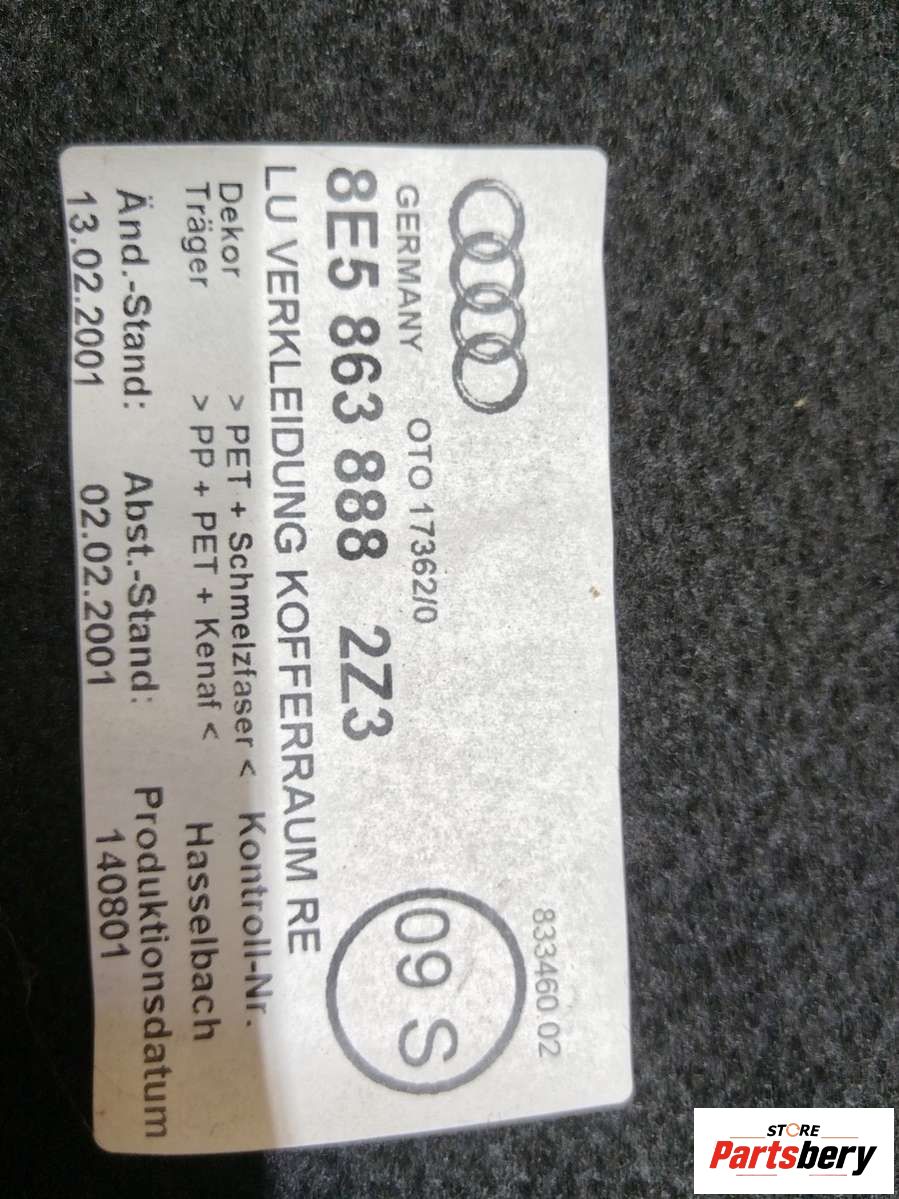 833460 02
GERMANY OTO 17362/0
09 S
8E5 863 888 2Z3
LU VERKLEIDUNG KOFFERRAUM RE
Dekor > PET + Schmelzfaser < Kontroll-Nr.
Träger > PP + PET + Kenaf < Hasselbach
Änd.-Stand: Abst.-Stand: Produktionsdatum
13.02.2001 02.02.2001 140801
STORE
Partsbery